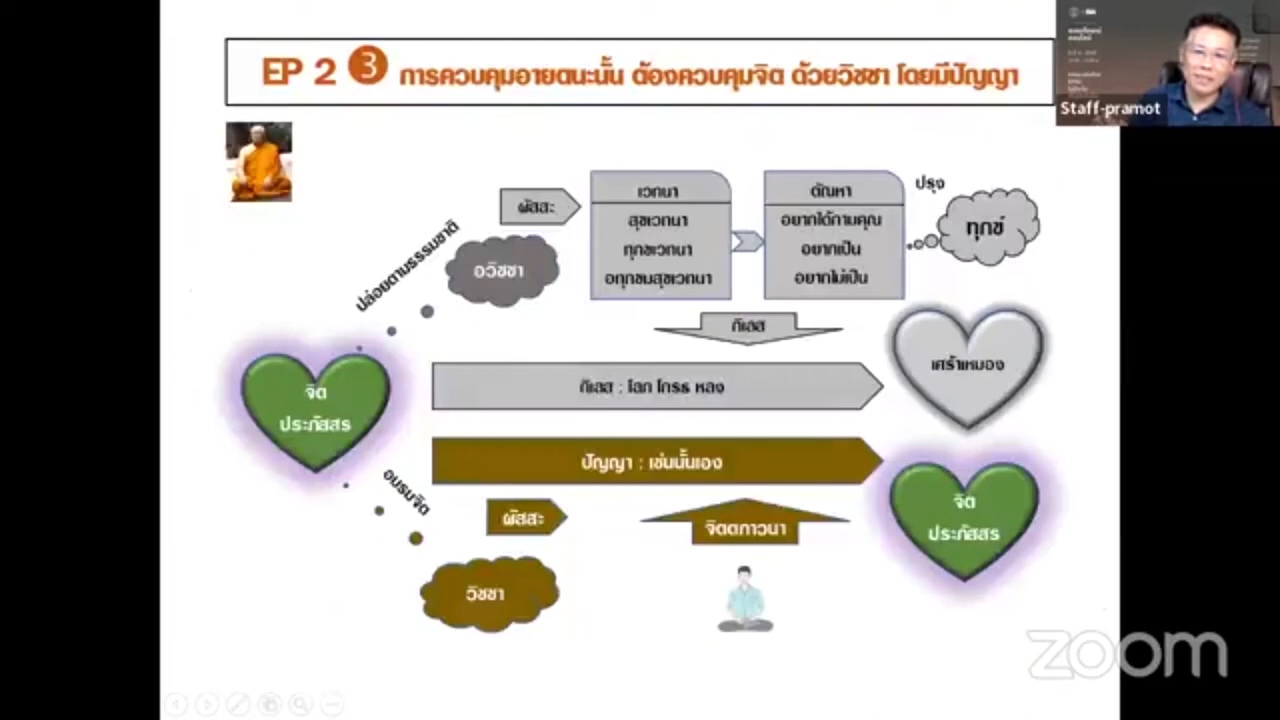 EP 2 3 การควบคุมอายตนะนั้น ต้องควบคุมจิต ด้วยวิชชา โดยมีปัญญา
Staff-pramot
ปล่อยตามธรรมชาติ
ผัสสะ
อวิชชา
เวทนา
สุขเวทนา
ทุกขเวทนา
อทุกขมสุขเวทนา
ตัณหา
อยากได้กามคุณ
อยากเป็น
อยากไม่เป็น
ปรุง
ทุกข์
กิเลส
กิเลส : โลภ โกรธ หลง
เศร้าหมอง
จิต
ประภัสสร
ปัญญา : เช่นนั้นเอง
อบรมจิต
ผัสสะ
จิตตภาวนา
วิชชา
จิต
ประภัสสร
zoom